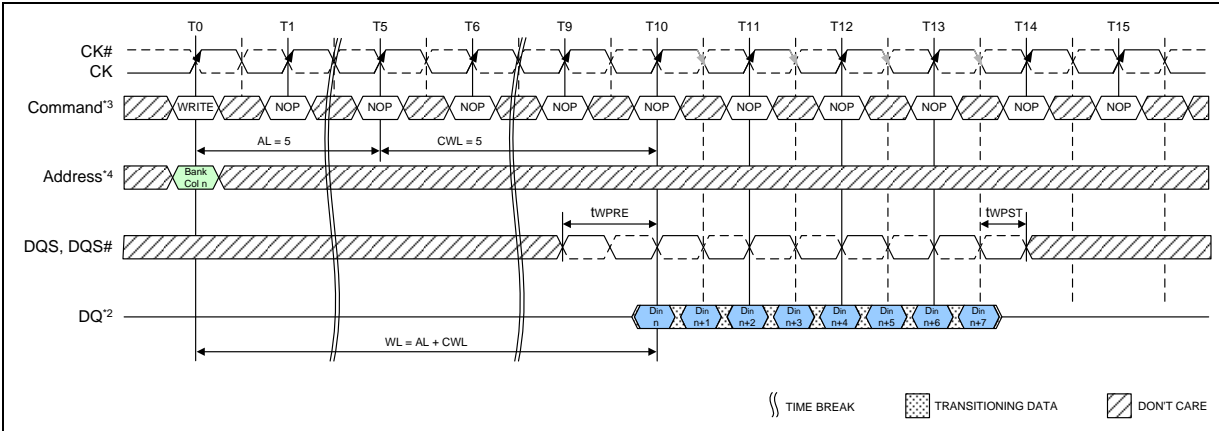 T0 T1 T5 T6 T9 T10 T11 T12 T13 T14 T15
CK#
CK
Command*3 WRITE NOP NOP NOP NOP NOP NOP NOP NOP NOP NOP
AL = 5 CWL = 5
Address*4 Bank
Col n
tWPRE tWPST
DQS, DQS#
DQ*2 Din n Din n+1 Din n+2 Din n+3 Din n+4 Din n+5 Din n+6 Din n+7
WL = AL + CWL
TIME BREAK TRANSITIONING DATA DON'T CARE